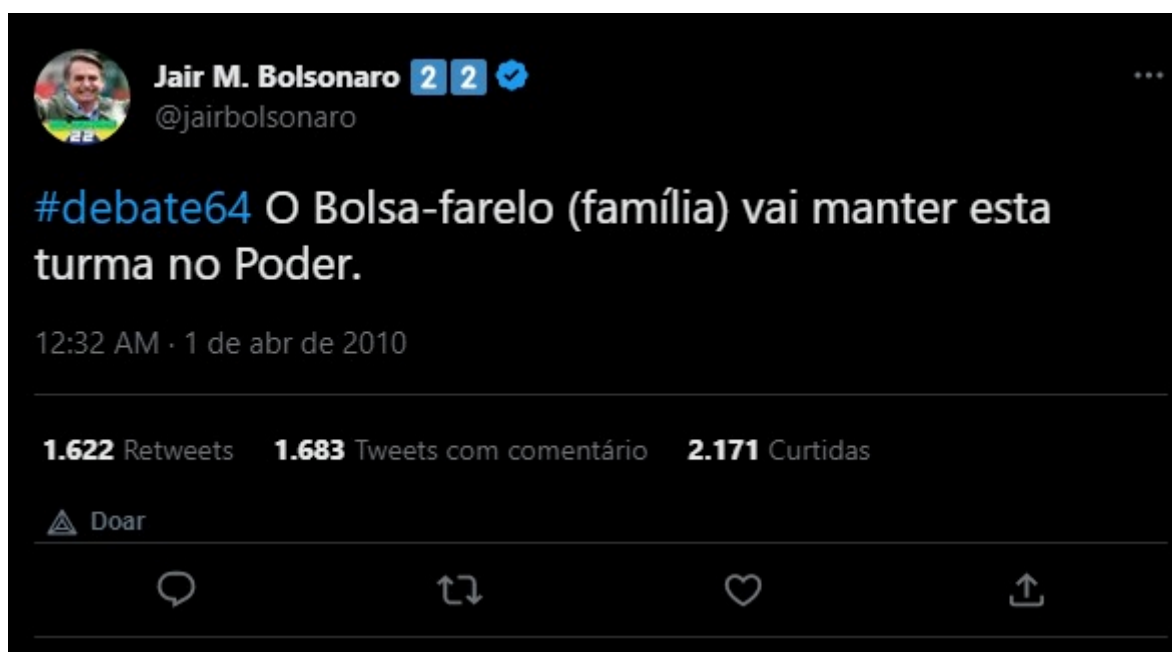 Jair M. Bolsonaro 2️⃣2️⃣
@jairbolsonaro
#debate64 O Bolsa-farelo (família) vai manter esta
turma no Poder.
12:32 AM · 1 de abr de 2010
1.622 Retweets 1.683 Tweets com comentário 2.171 Curtidas
Doar